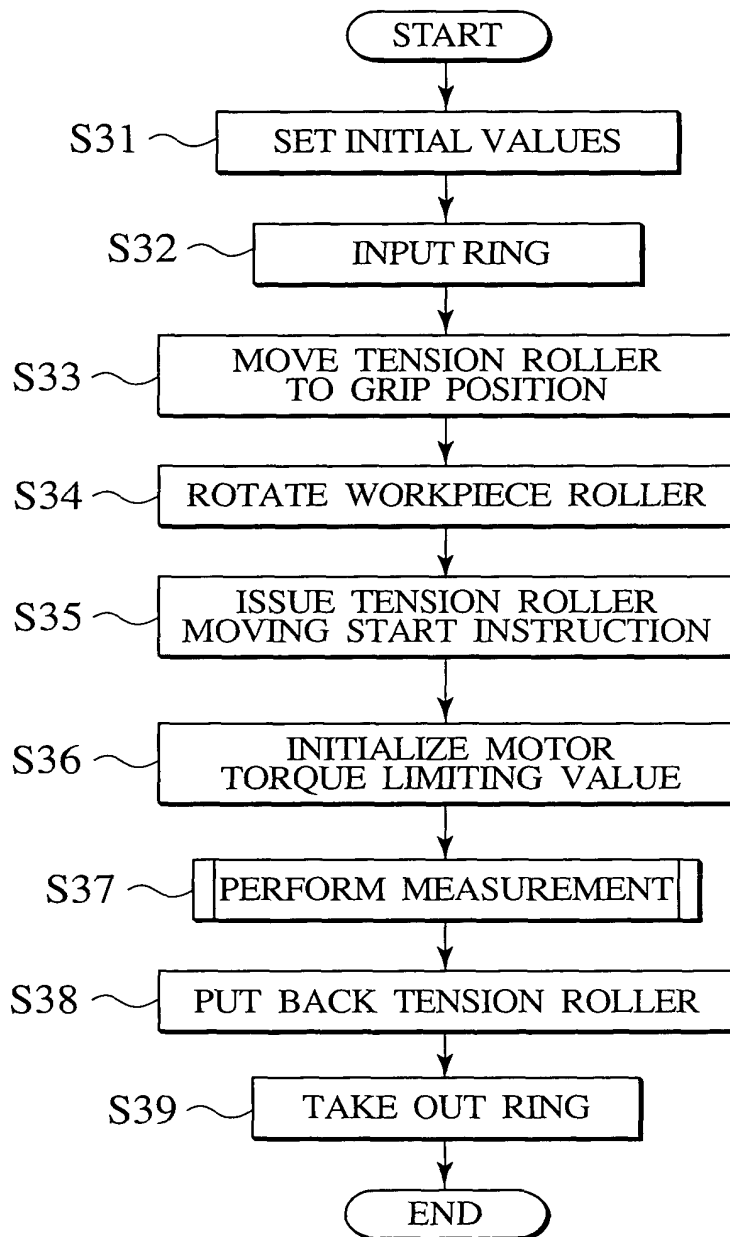 START
S31
SET INITIAL VALUES
S32
INPUT RING
S33
MOVE TENSION ROLLER
TO GRIP POSITION
S34
ROTATE WORKPIECE ROLLER
S35
ISSUE TENSION ROLLER
MOVING START INSTRUCTION
S36
INITIALIZE MOTOR
TORQUE LIMITING VALUE
S37
PERFORM MEASUREMENT
S38
PUT BACK TENSION ROLLER
S39
TAKE OUT RING
END